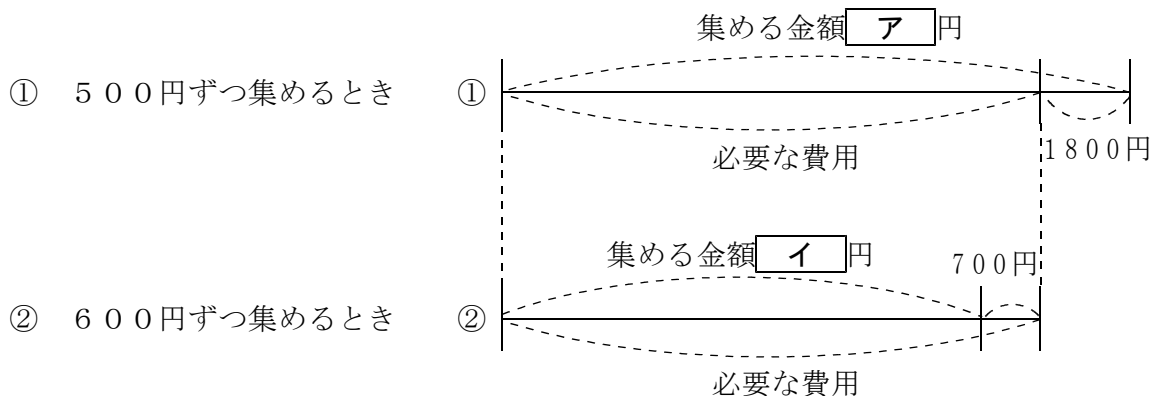 集める金額 ア 円
① ５００円ずつ集めるとき ①
必要な費用 １８００円
集める金額 イ 円 ７００円
② ６００円ずつ集めるとき ②
必要な費用